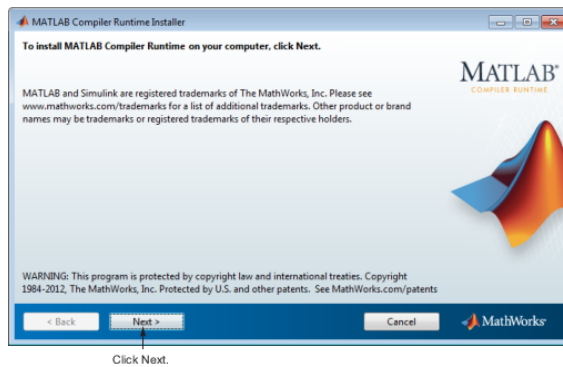 MATLAB Compiler Runtime Installer
To install MATLAB Compiler Runtime on your computer, click Next.
MATLAB®
COMPILER RUNTIME
MATLAB and Simulink are registered trademarks of The MathWorks, Inc. Please see
www.mathworks.com/trademarks for a list of additional trademarks. Other product or brand
names may be trademarks or registered trademarks of their respective holders.
WARNING: This program is protected by copyright law and international treaties. Copyright
1984-2012, The MathWorks, Inc. Protected by U.S. and other patents. See MathWorks.com/patents
< Back
Next >
Cancel
MathWorks®
Click Next.